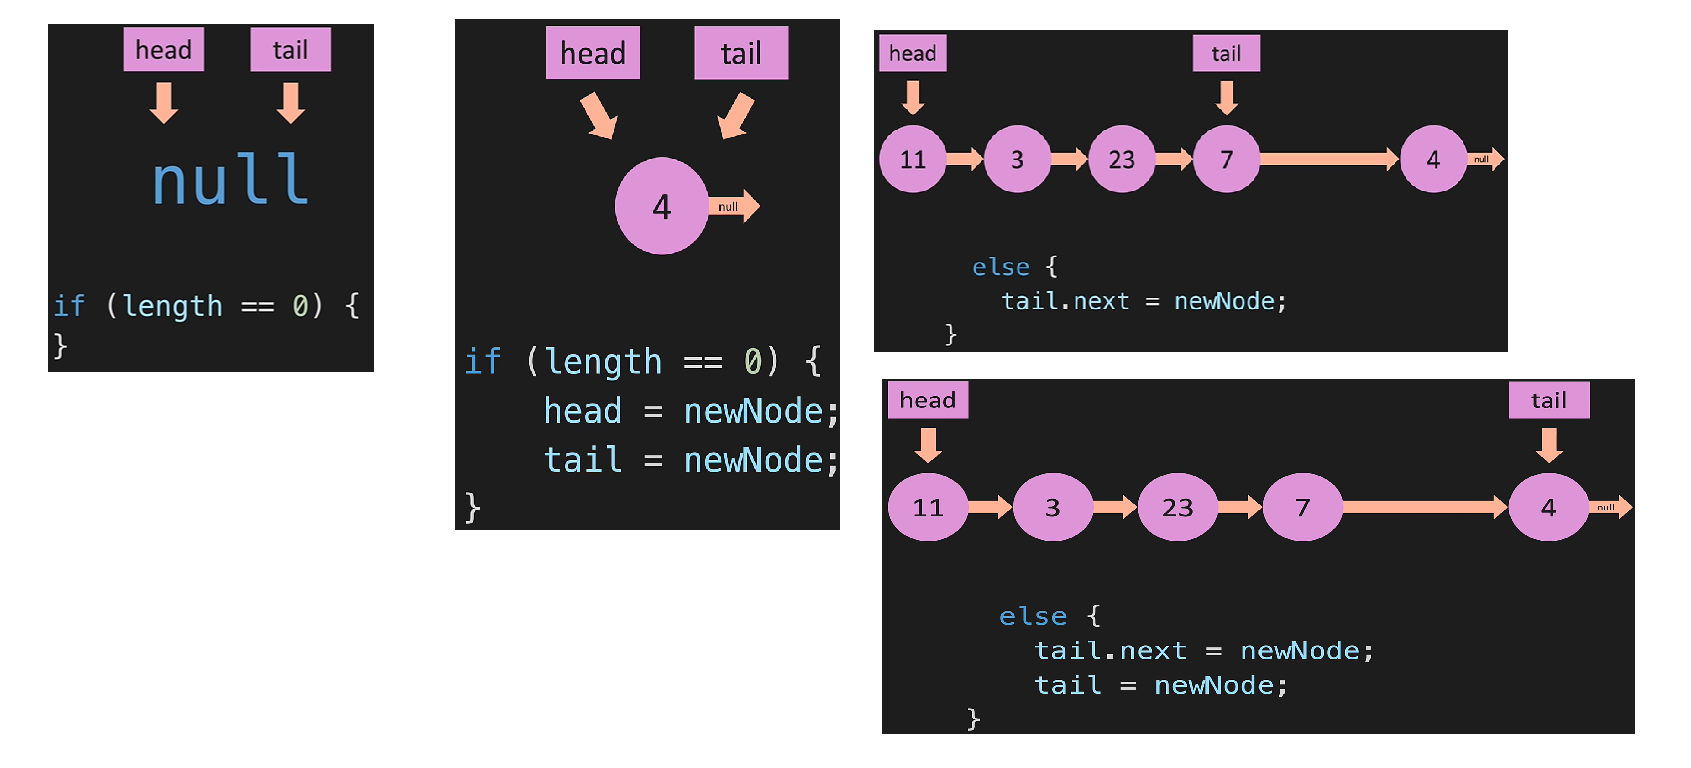 head tail
null
if (length == 0) {
}
head tail
4 null
if (length == 0) {
head = newNode;
tail = newNode;
}
head tail
11 3 23 7 4 null
else {
tail.next = newNode;
}
head tail
11 3 23 7 4 null
else {
tail.next = newNode;
tail = newNode;
}